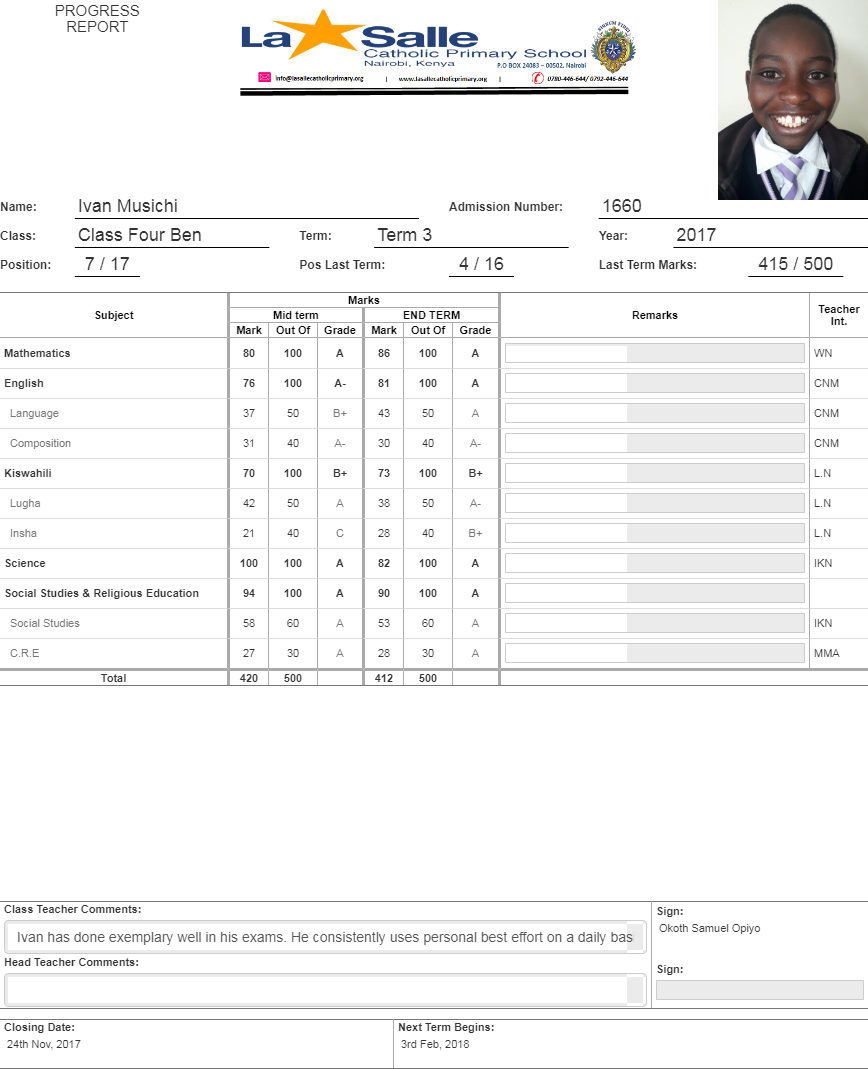 PROGRESS
REPORT
La Salle
Catholic Primary School
Nairobi, Kenya
P.O BOX 24083 – 00502, Nairobi
info@lasallecatholicprimary.org | www.lasallecatholicprimary.org | 0780-446-644/ 0792-446-644
Name: Ivan Musichi Admission Number: 1660
Class: Class Four Ben Term: Term 3 Year: 2017
Position: 7 / 17 Pos Last Term: 4 / 16 Last Term Marks: 415 / 500
Marks
Subject Mid term END TERM Remarks Teacher Int.
Mark Out Of Grade Mark Out Of Grade
Mathematics 80 100 A 86 100 A WN
English 76 100 A- 81 100 A CNM
Language 37 50 B+ 43 50 A CNM
Composition 31 40 A- 30 40 A- CNM
Kiswahili 70 100 B+ 73 100 B+ L.N
Lugha 42 50 A 38 50 A- L.N
Insha 21 40 C 28 40 B+ L.N
Science 100 100 A 82 100 A IKN
Social Studies & Religious Education 94 100 A 90 100 A
Social Studies 58 60 A 53 60 A IKN
C.R.E 27 30 A 28 30 A MMA
Total 420 500 412 500
Class Teacher Comments:
Ivan has done exemplary well in his exams. He consistently uses personal best effort on a daily bas
Sign:
Okoth Samuel Opiyo
Head Teacher Comments:
Sign:
Closing Date: Next Term Begins:
24th Nov, 2017 3rd Feb, 2018